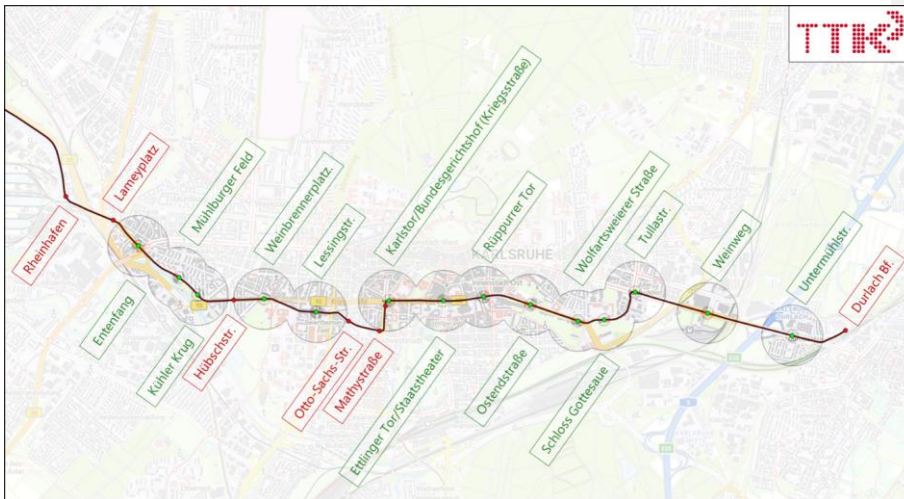 TTK
Rheinhafen
Lameyplatz
Entenfang
Mühlburger Feld
Kühler Krug
Hübschstr.
Weinbrennerplatz.
Lessingstr.
Otto-Sachs-Str.
Mathystraße
Karlstor/Bundesgerichtshof (Kriegsstraße)
Ettlinger Tor/Staatstheater
Rüppurrer Tor
Ostendstraße
Wolfartsweierer Straße
Schloss Gottesaue
Tullastr.
Weinweg
Untermühlstr.
Durlach Bf.
KARLSRUHE